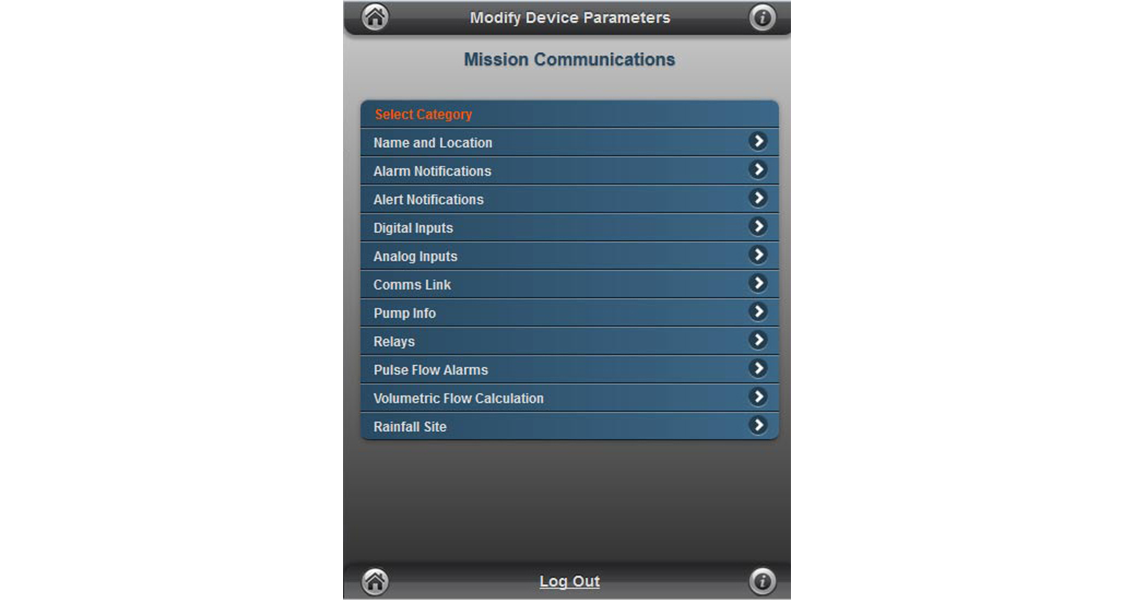 Modify Device Parameters
Mission Communications
Select Category
Name and Location
Alarm Notifications
Alert Notifications
Digital Inputs
Analog Inputs
Comms Link
Pump Info
Relays
Pulse Flow Alarms
Volumetric Flow Calculation
Rainfall Site
Log Out